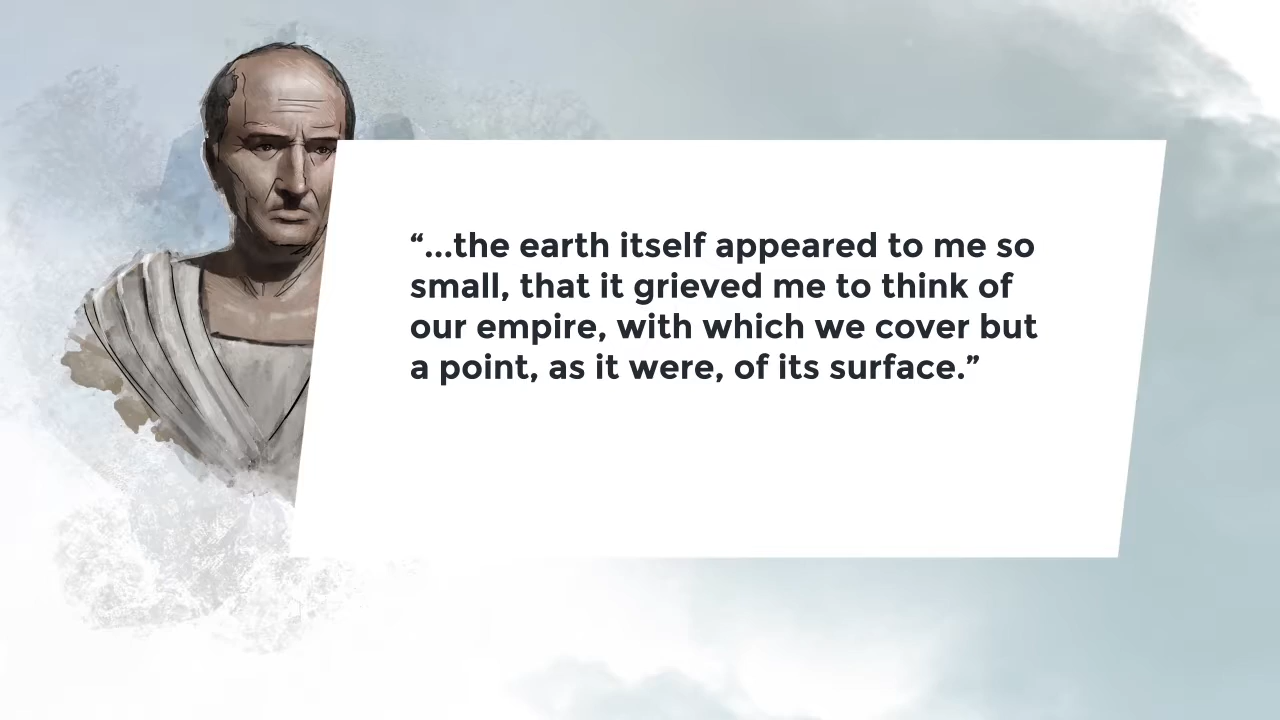 “...the earth itself appeared to me so
small, that it grieved me to think of
our empire, with which we cover but
a point, as it were, of its surface.”